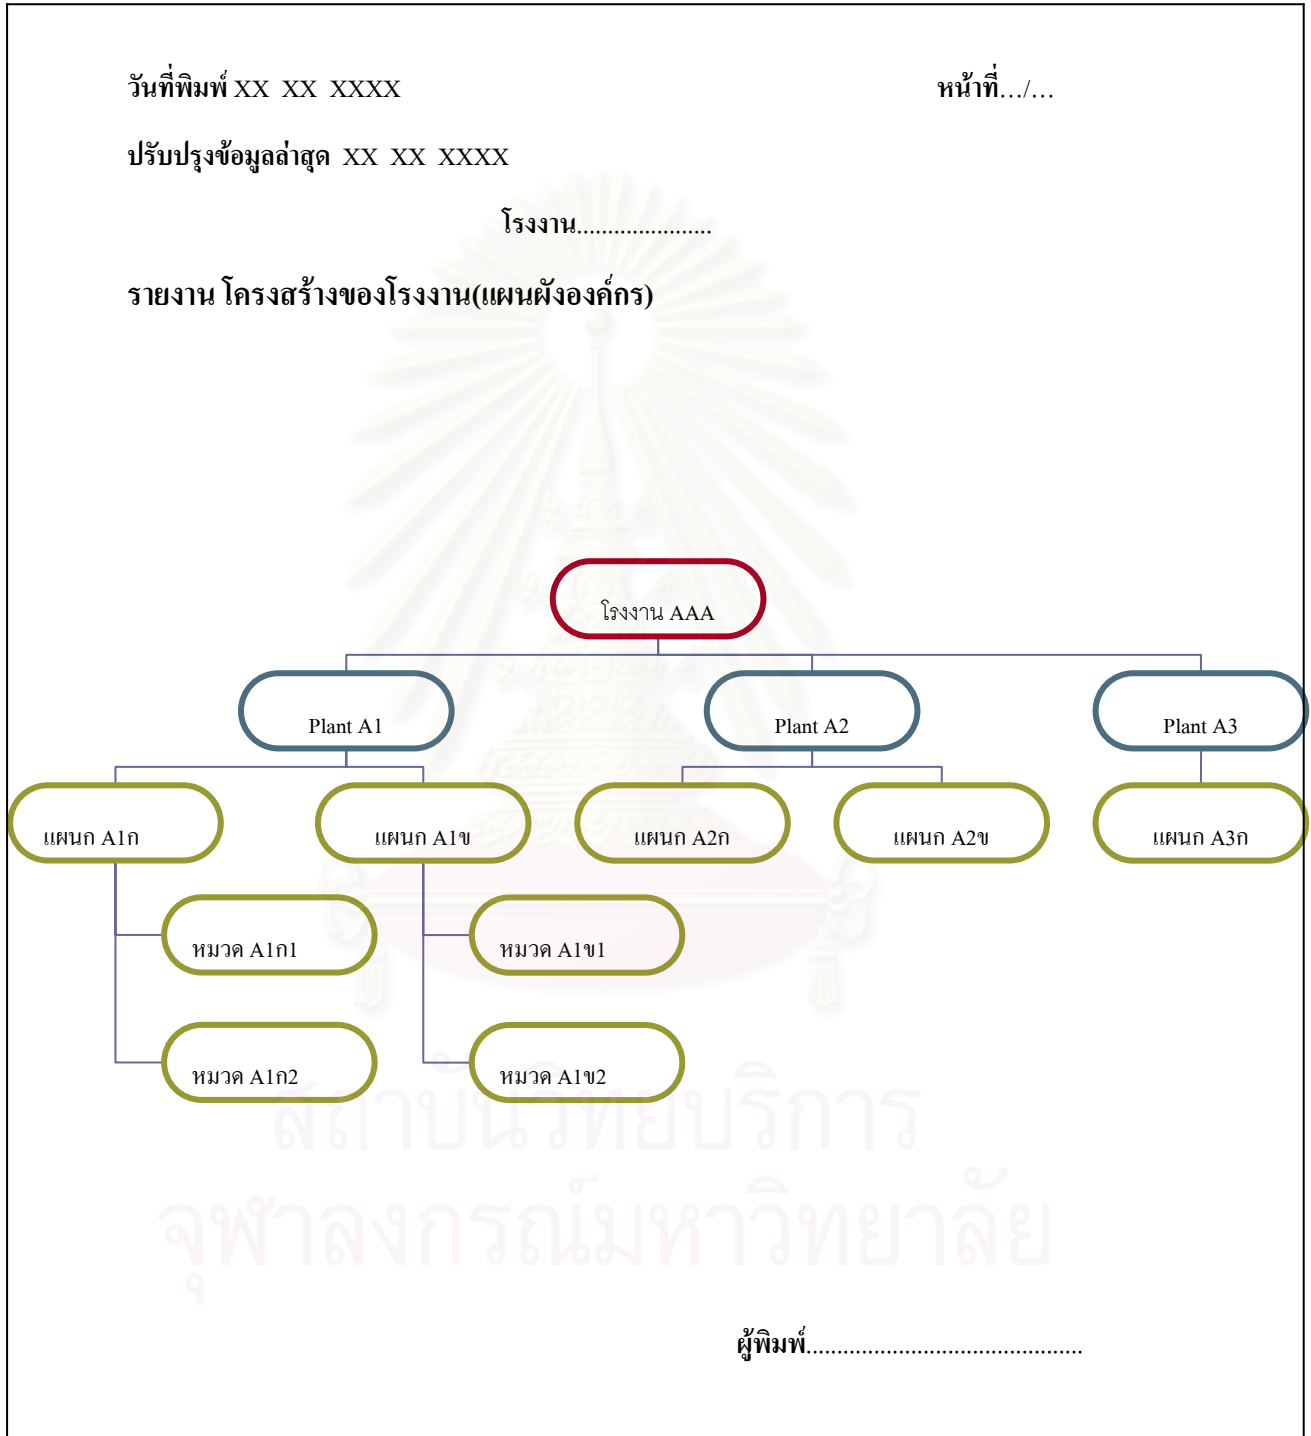 วันที่พิมพ์ XX XX XXXX หน้าที่.../...
ปรับปรุงข้อมูลล่าสุด XX XX XXXX
โรงงาน......................
รายงาน โครงสร้างของโรงงาน(แผนผังองค์กร)
โรงงาน AAA
Plant A1 Plant A2 Plant A3
แผนก A1ก แผนก A1ข แผนก A2ก แผนก A2ข แผนก A3ก
หมวด A1ก1 หมวด A1ข1
หมวด A1ก2 หมวด A1ข2
สถาบันวิทยบริการ
จุฬาลงกรณ์มหาวิทยาลัย
ผู้พิมพ์.............................................